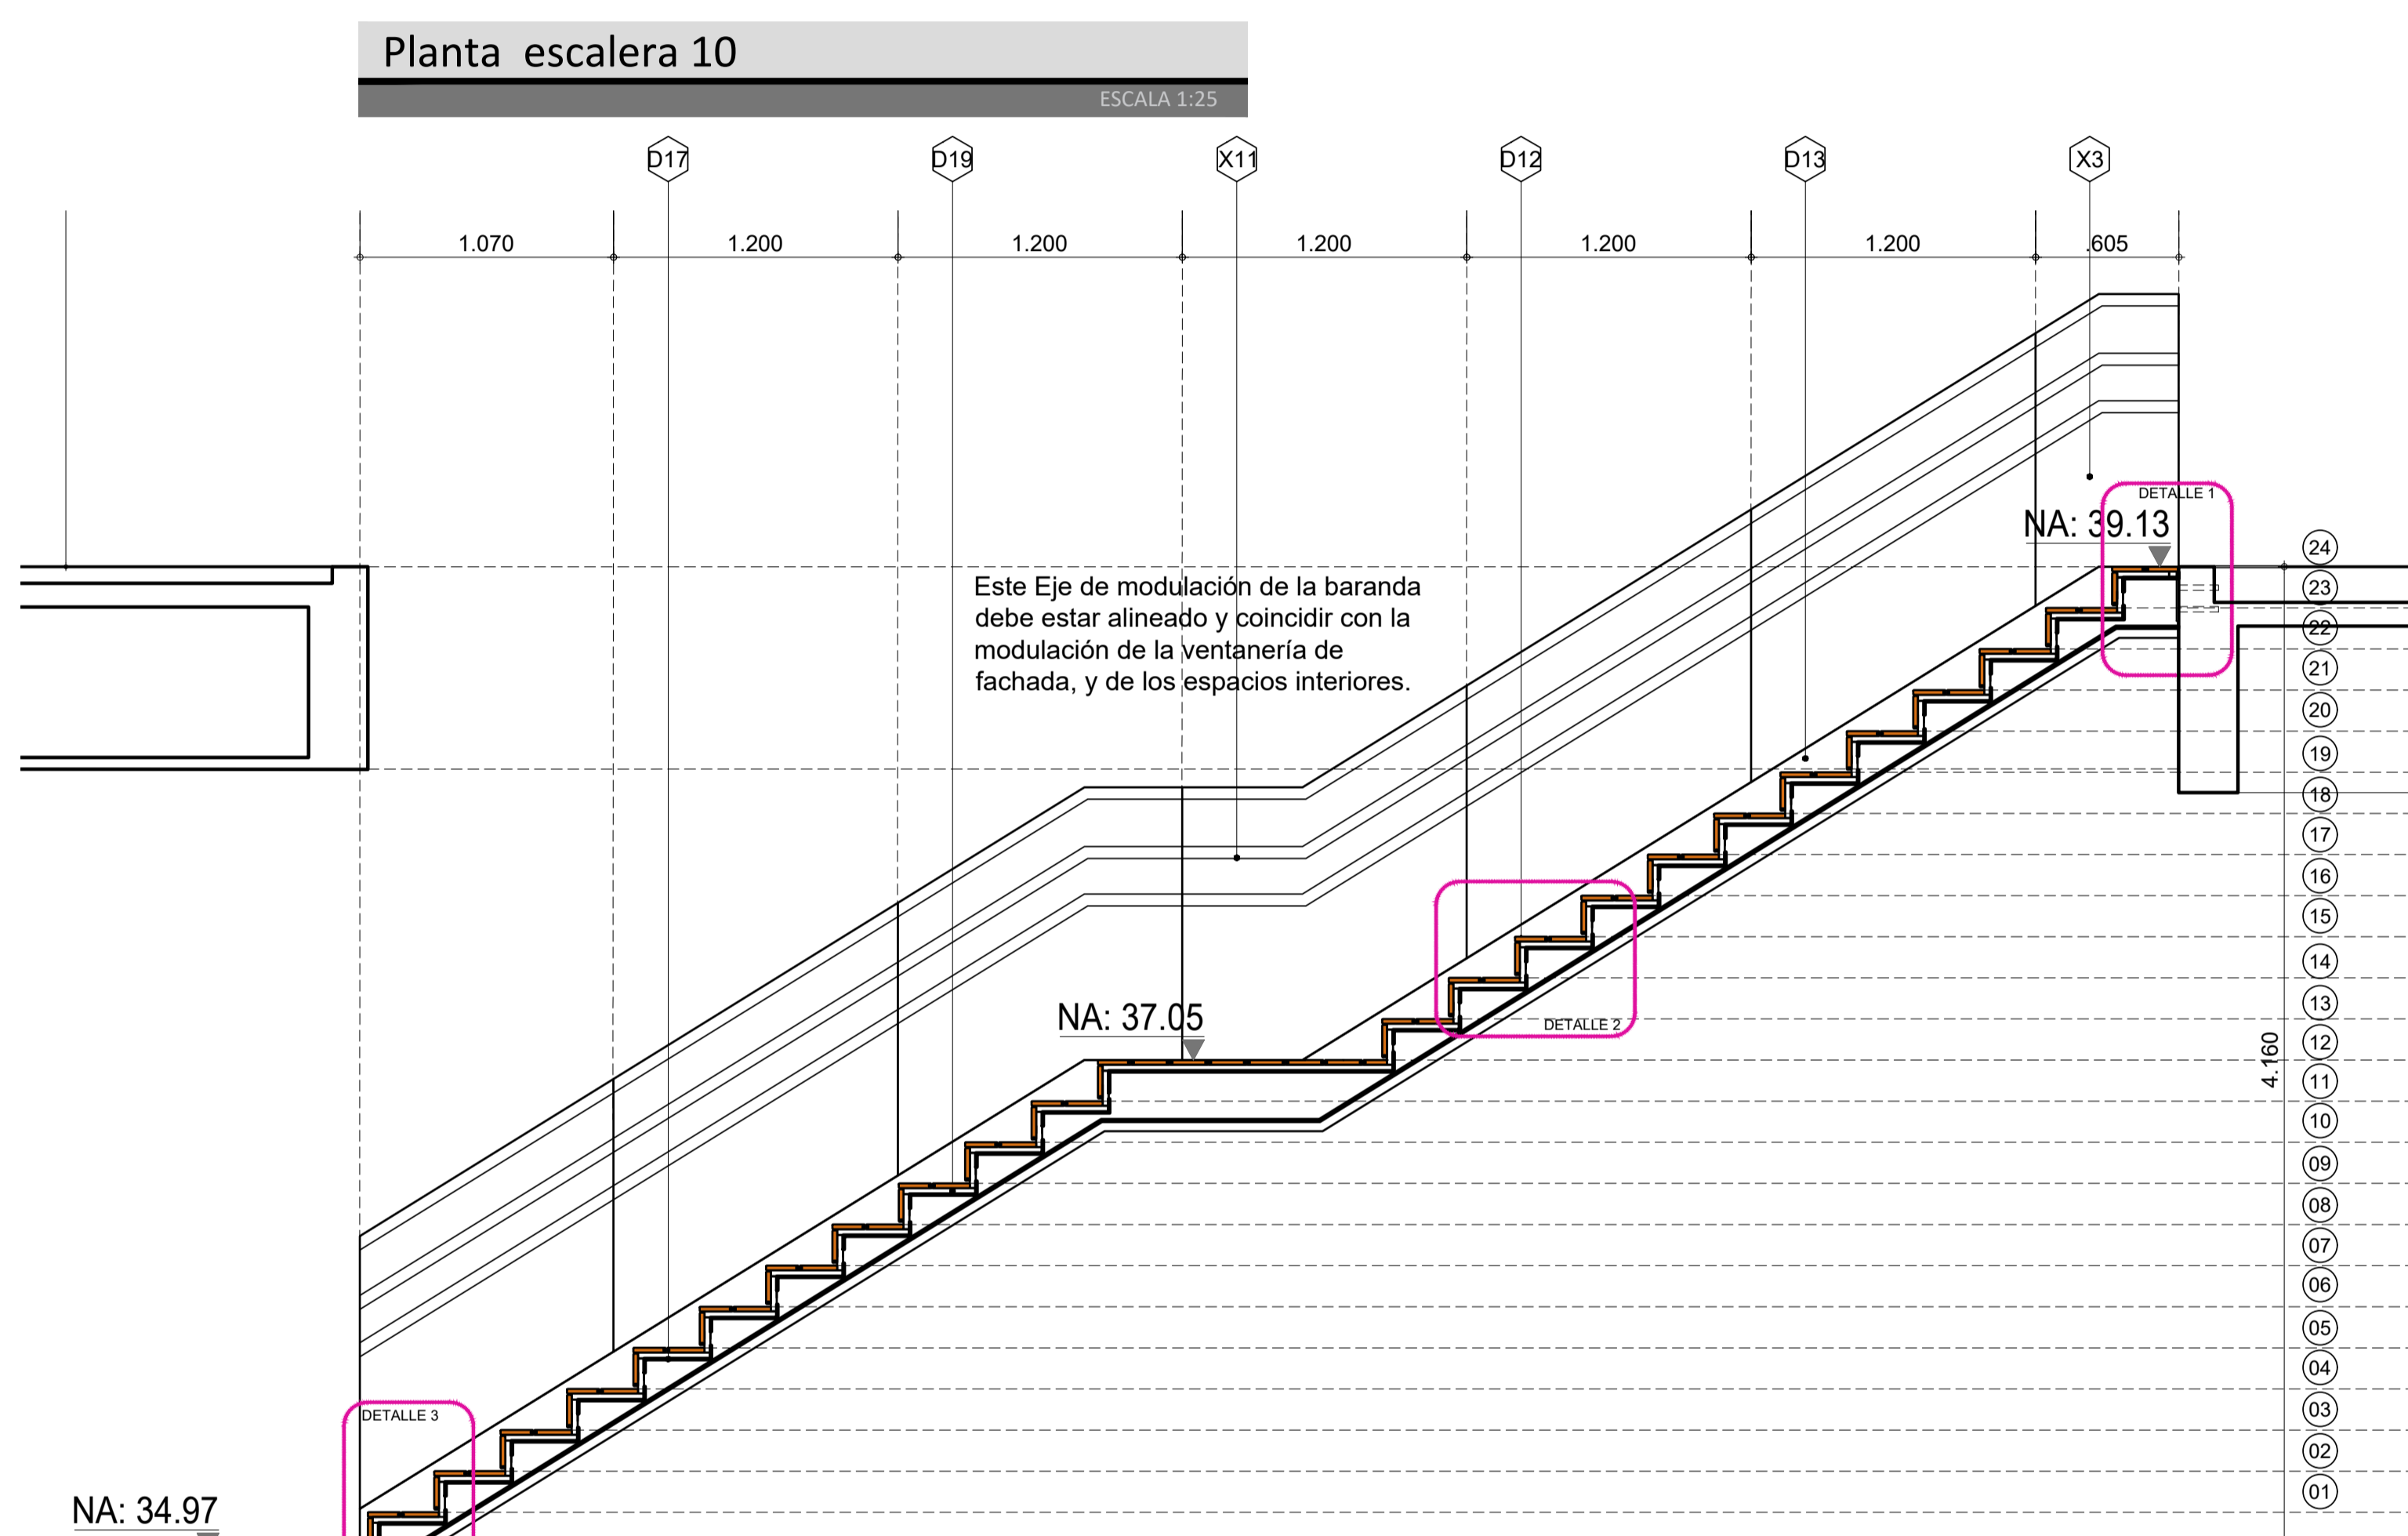 Planta escalera 10
ESCALA 1:25
D17
D19
X11
D12
D13
X3
1.070
1.200
1.200
1.200
1.200
1.200
.605
DETALLE 1
NA: 39.13
Este Eje de modulación de la baranda
debe estar alineado y coincidir con la
modulación de la ventanería de
fachada, y de los espacios interiores.
NA: 37.05
DETALLE 2
DETALLE 3
NA: 34.97
24
23
22
21
20
19
18
17
16
15
14
13
12
11
10
09
08
07
06
05
04
03
02
01
4.160